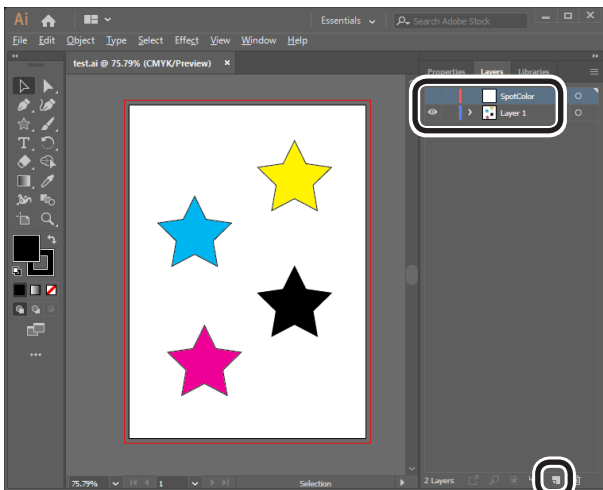 Ai
Essentials
Search Adobe Stock
File Edit Object Type Select Effect View Window Help
test.ai @ 75.79% (CMYK/Preview) ×
Properties Layers Libraries
SpotColor
Layer 1
75.79% 1 Selection
2 Layers